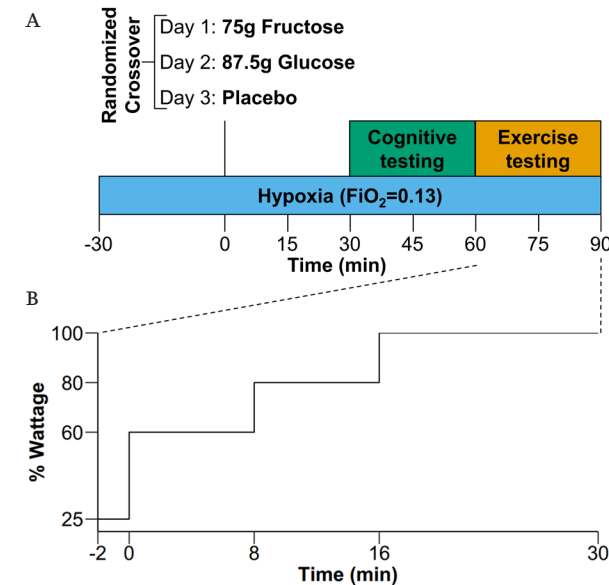 A
Randomized
Crossover
Day 1: 75g Fructose
Day 2: 87.5g Glucose
Day 3: Placebo
Cognitive
testing
Exercise
testing
Hypoxia (FiO₂=0.13)
-30 0 15 30 45 60 75 90
Time (min)
B
% Wattage
100
80
60
25
-2 0 8 16 30
Time (min)